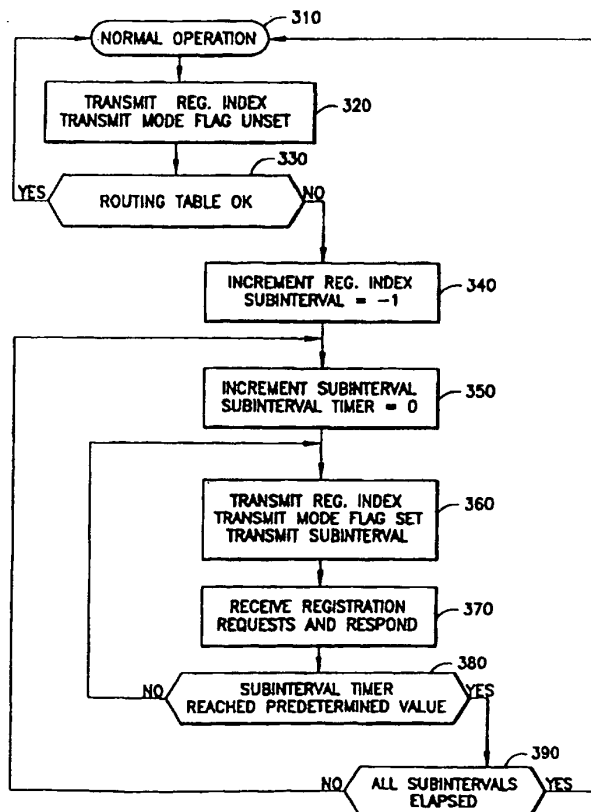 310
NORMAL OPERATION
TRANSMIT REG. INDEX
TRANSMIT MODE FLAG UNSET
320
330
YES
ROUTING TABLE OK
NO
INCREMENT REG. INDEX
SUBINTERVAL = -1
340
INCREMENT SUBINTERVAL
SUBINTERVAL TIMER = 0
350
TRANSMIT REG. INDEX
TRANSMIT MODE FLAG SET
TRANSMIT SUBINTERVAL
360
RECEIVE REGISTRATION
REQUESTS AND RESPOND
370
380
NO
SUBINTERVAL TIMER
REACHED PREDETERMINED VALUE
YES
390
NO
ALL SUBINTERVALS
ELAPSED
YES